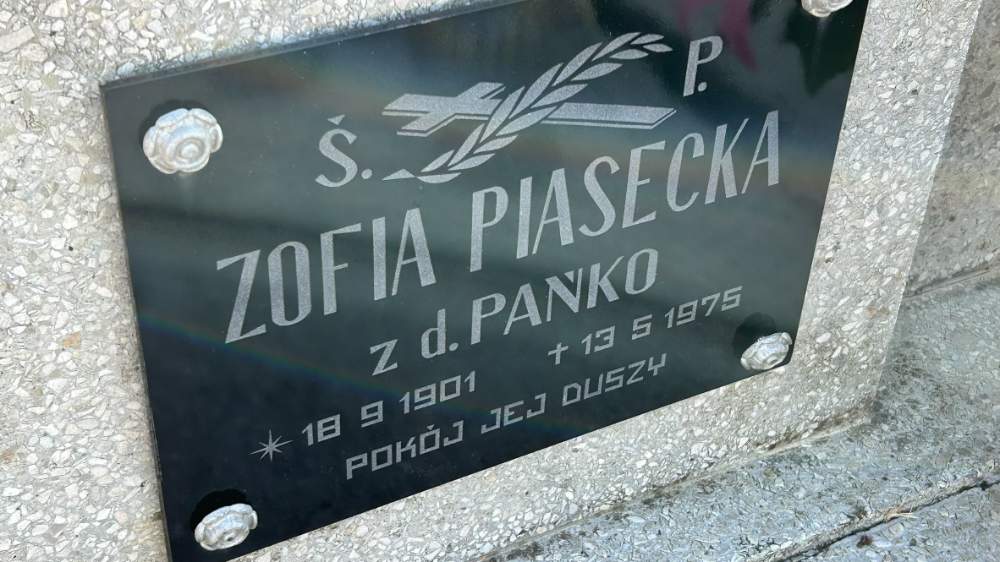 Ś. P.
ZOFIA PIASECKA
z d. PAŃKO
* 18 9 1901 † 13 5 1975
POKÓJ JEJ DUSZY